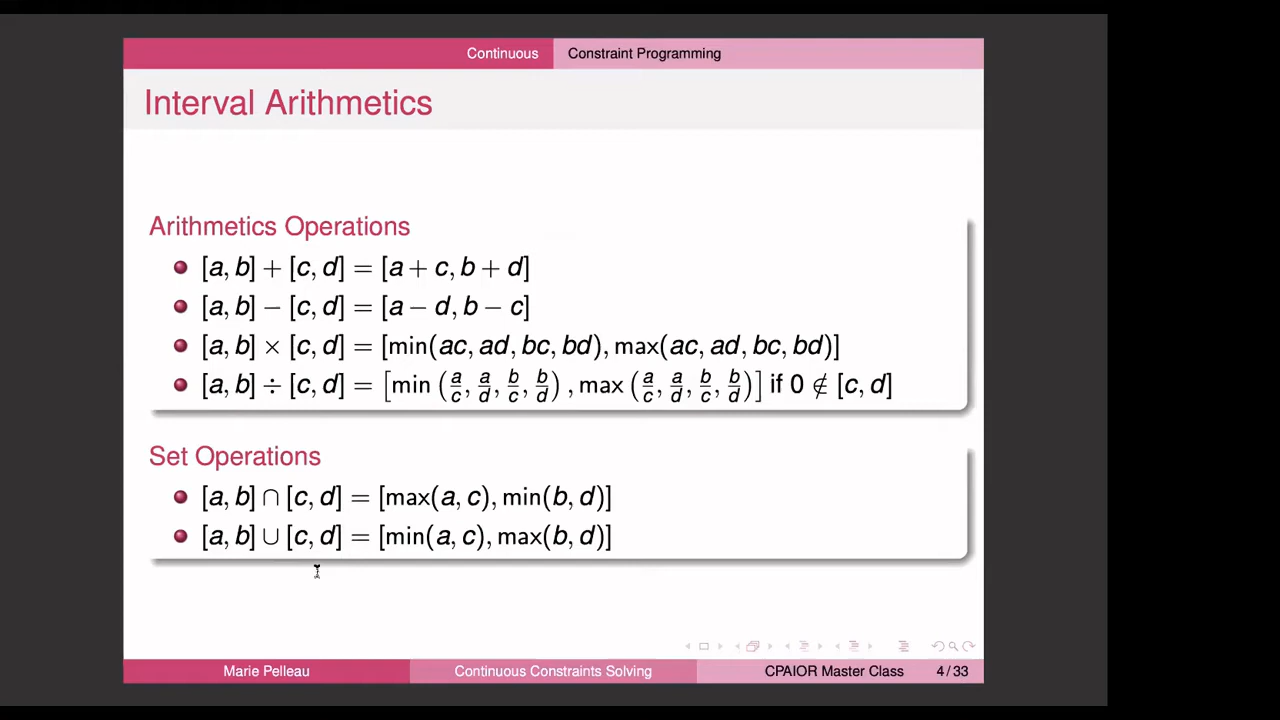 Continuous Constraint Programming
Interval Arithmetics
Arithmetics Operations
[a, b] + [c, d] = [a + c, b + d]
[a, b] − [c, d] = [a − d, b − c]
[a, b] × [c, d] = [min(ac, ad, bc, bd), max(ac, ad, bc, bd)]
[a, b] ÷ [c, d] = [min (a/c, a/d, b/c, b/d), max (a/c, a/d, b/c, b/d)] if 0 ∉ [c, d]
Set Operations
[a, b] ∩ [c, d] = [max(a, c), min(b, d)]
[a, b] ∪ [c, d] = [min(a, c), max(b, d)]
Marie Pelleau Continuous Constraints Solving CPAIOR Master Class 4 / 33